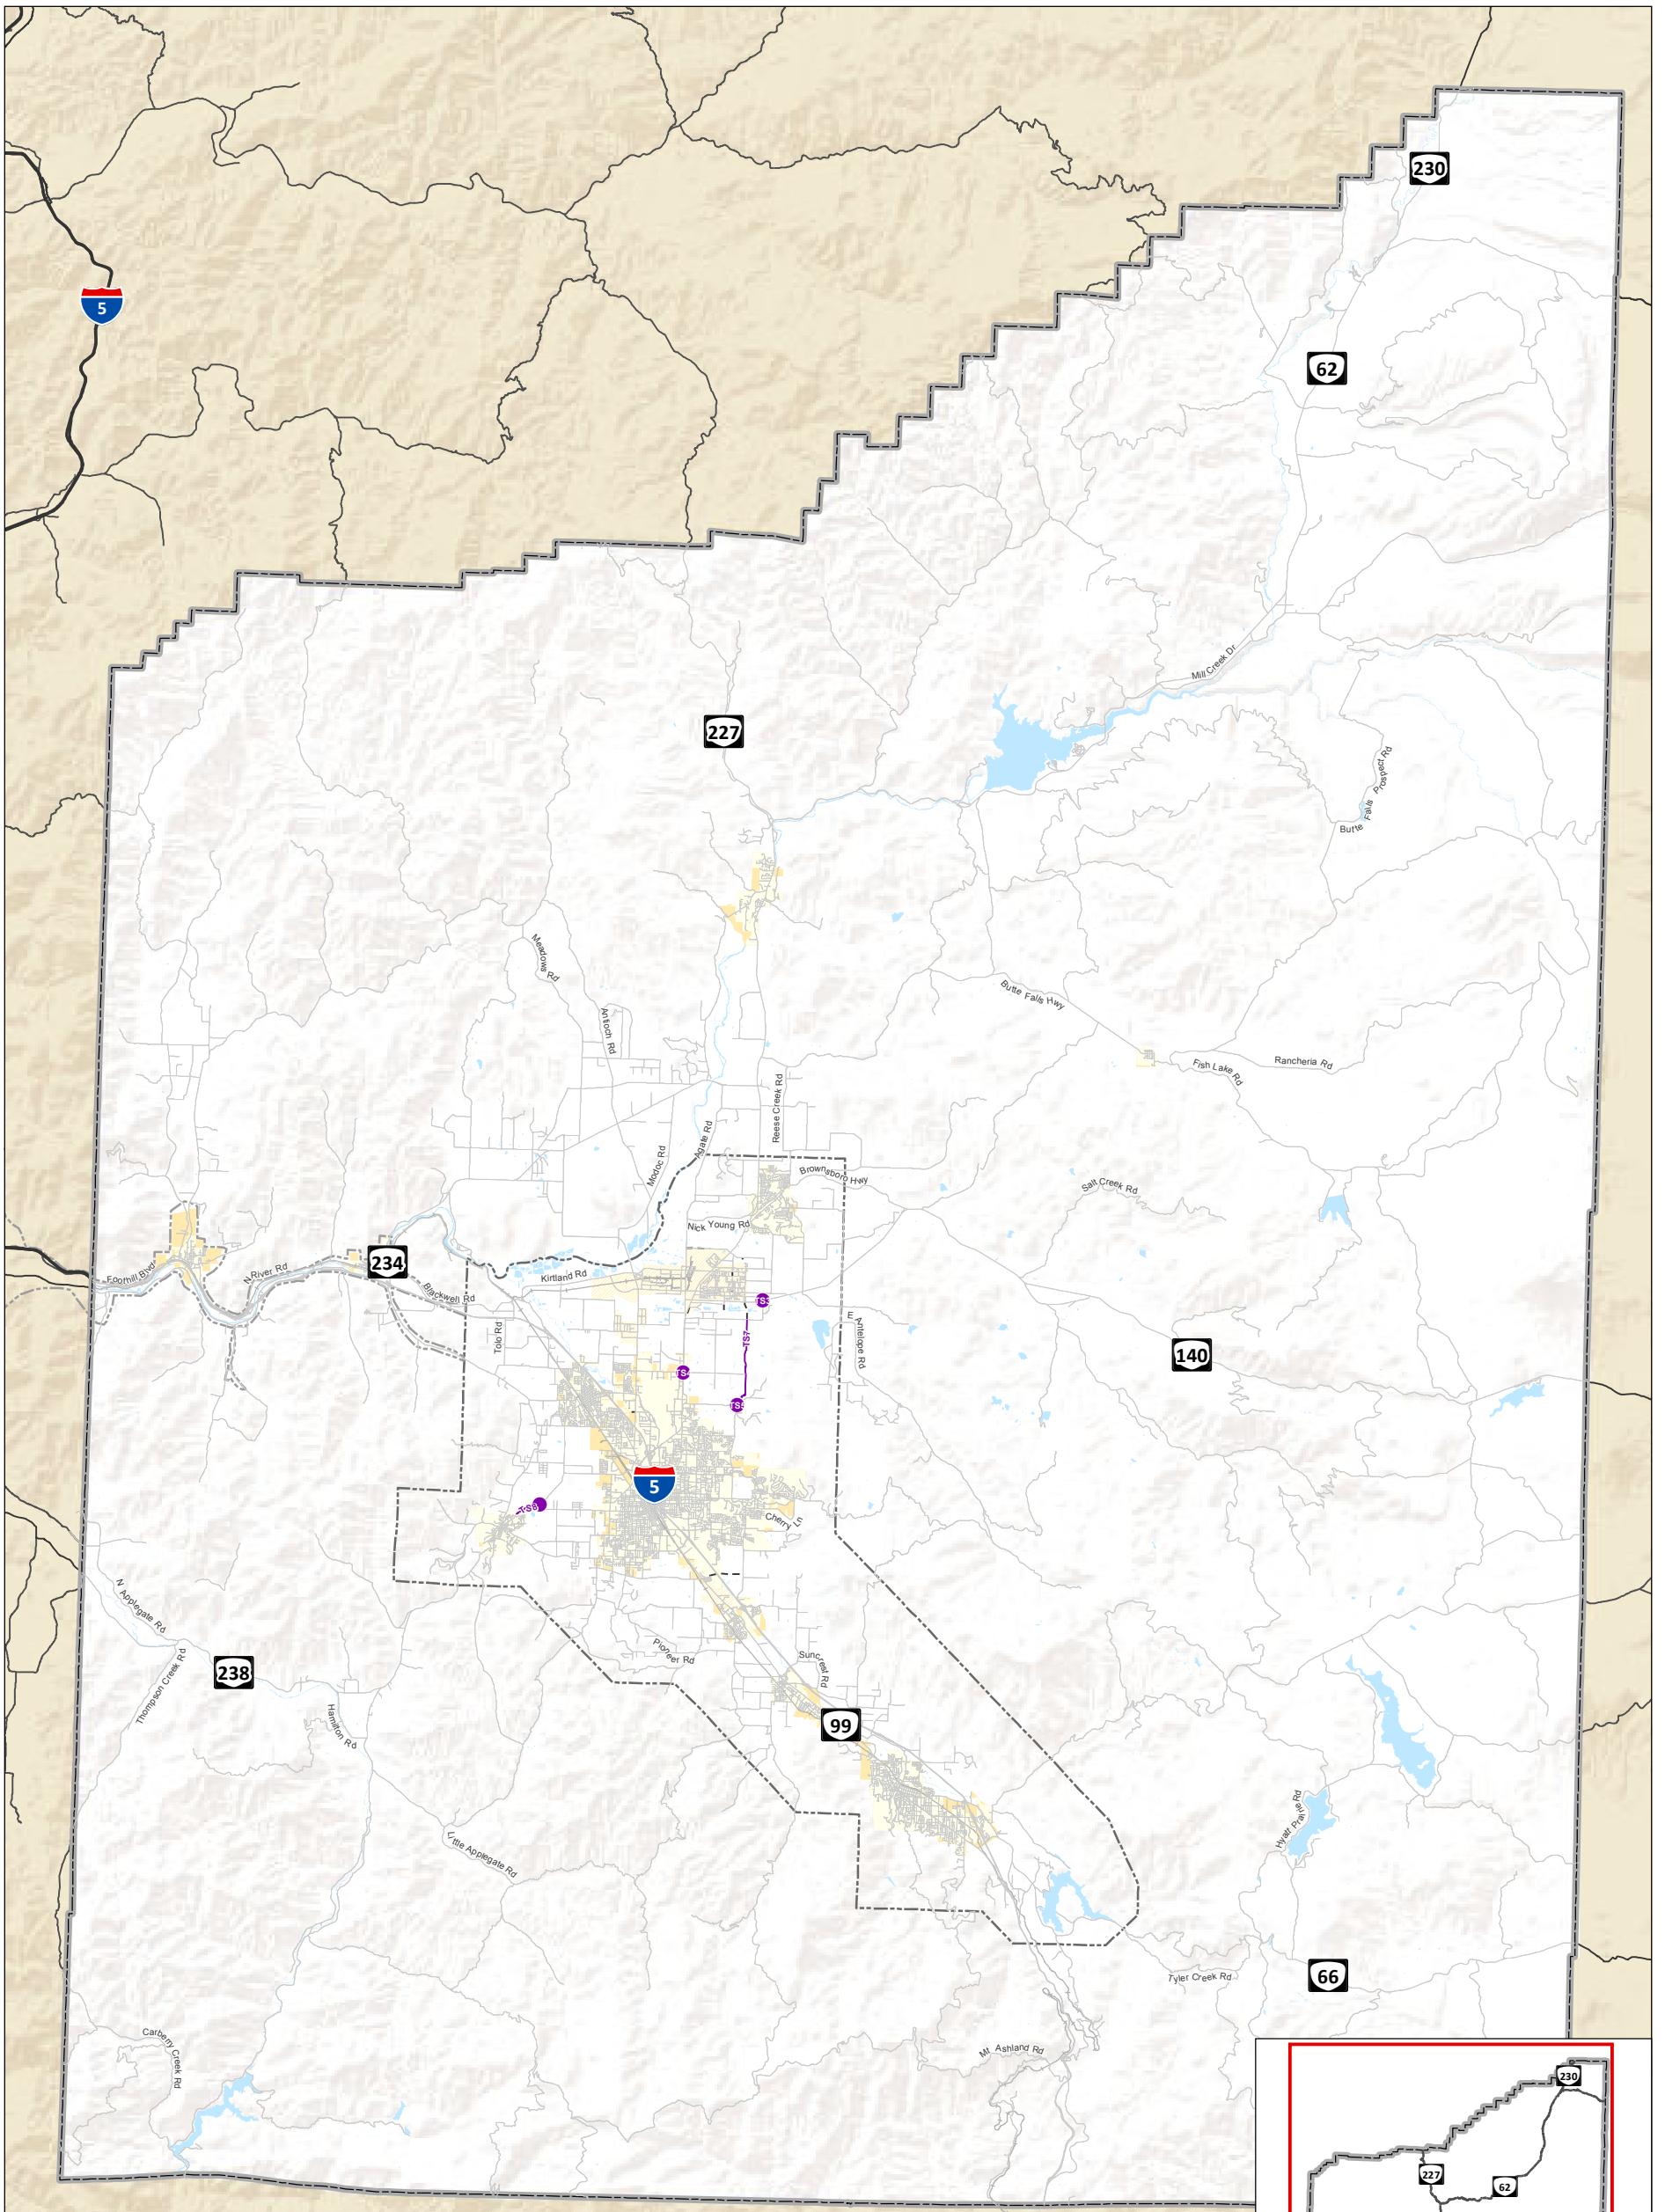 230
5
62
Mill Creek Dr
227
Butte Falls Prospect Rd
Meadows Rd
Butte Falls Hwy
Antioch Rd
Fish Lake Rd
Rancheria Rd
Reese Creek Rd
Agate Rd
Modoc Rd
Brownsboro Hwy
Salt Creek Rd
Nick Young Rd
234
Foothill Blvd
N River Rd
Kirtland Rd
Blackwell Rd
TS3
E Antelope Rd
Tolo Rd
TS7
140
TS4
5
Cherry Ln
N Applegate Rd
Pioneer Rd
Suncrest Rd
238
Thompson Creek Rd
Hamilton Rd
99
Hyatt Prairie Rd
Little Applegate Rd
Tyler Creek Rd
66
Carberry Creek Rd
Mt Ashland Rd
230
227
62